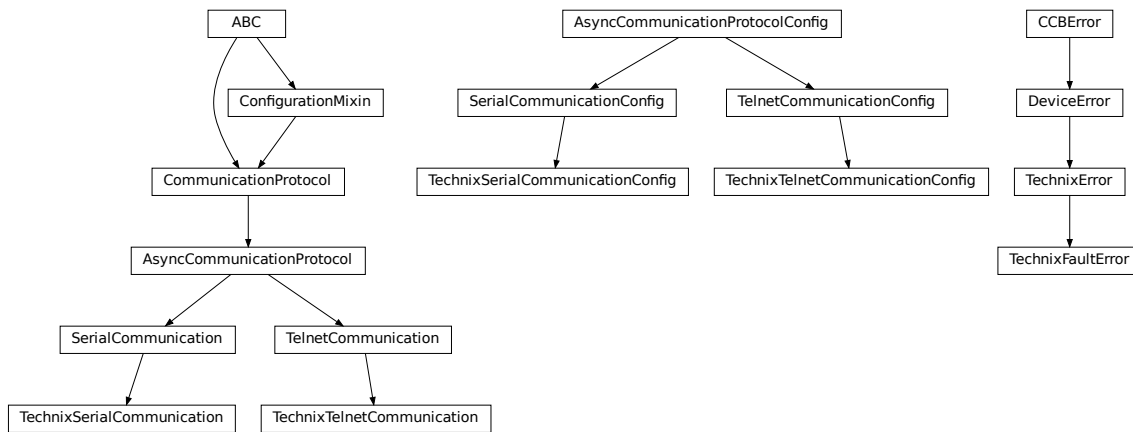 ABC
AsyncCommunicationProtocolConfig
CCBError
ConfigurationMixin
SerialCommunicationConfig
TelnetCommunicationConfig
DeviceError
CommunicationProtocol
TechnixSerialCommunicationConfig
TechnixTelnetCommunicationConfig
TechnixError
AsyncCommunicationProtocol
TechnixFaultError
SerialCommunication
TelnetCommunication
TechnixSerialCommunication
TechnixTelnetCommunication